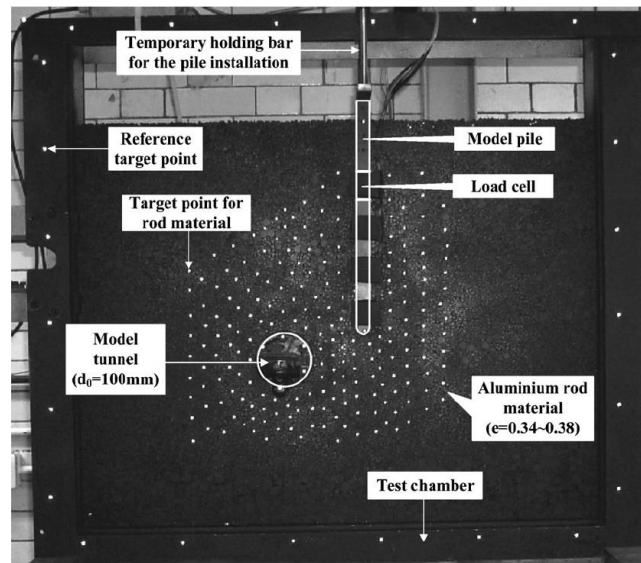 Temporary holding bar
for the pile installation
Reference
target point
Model pile
Load cell
Target point for
rod material
Model
tunnel
(d₀=100mm)
Aluminium rod
material
(e=0.34~0.38)
Test chamber